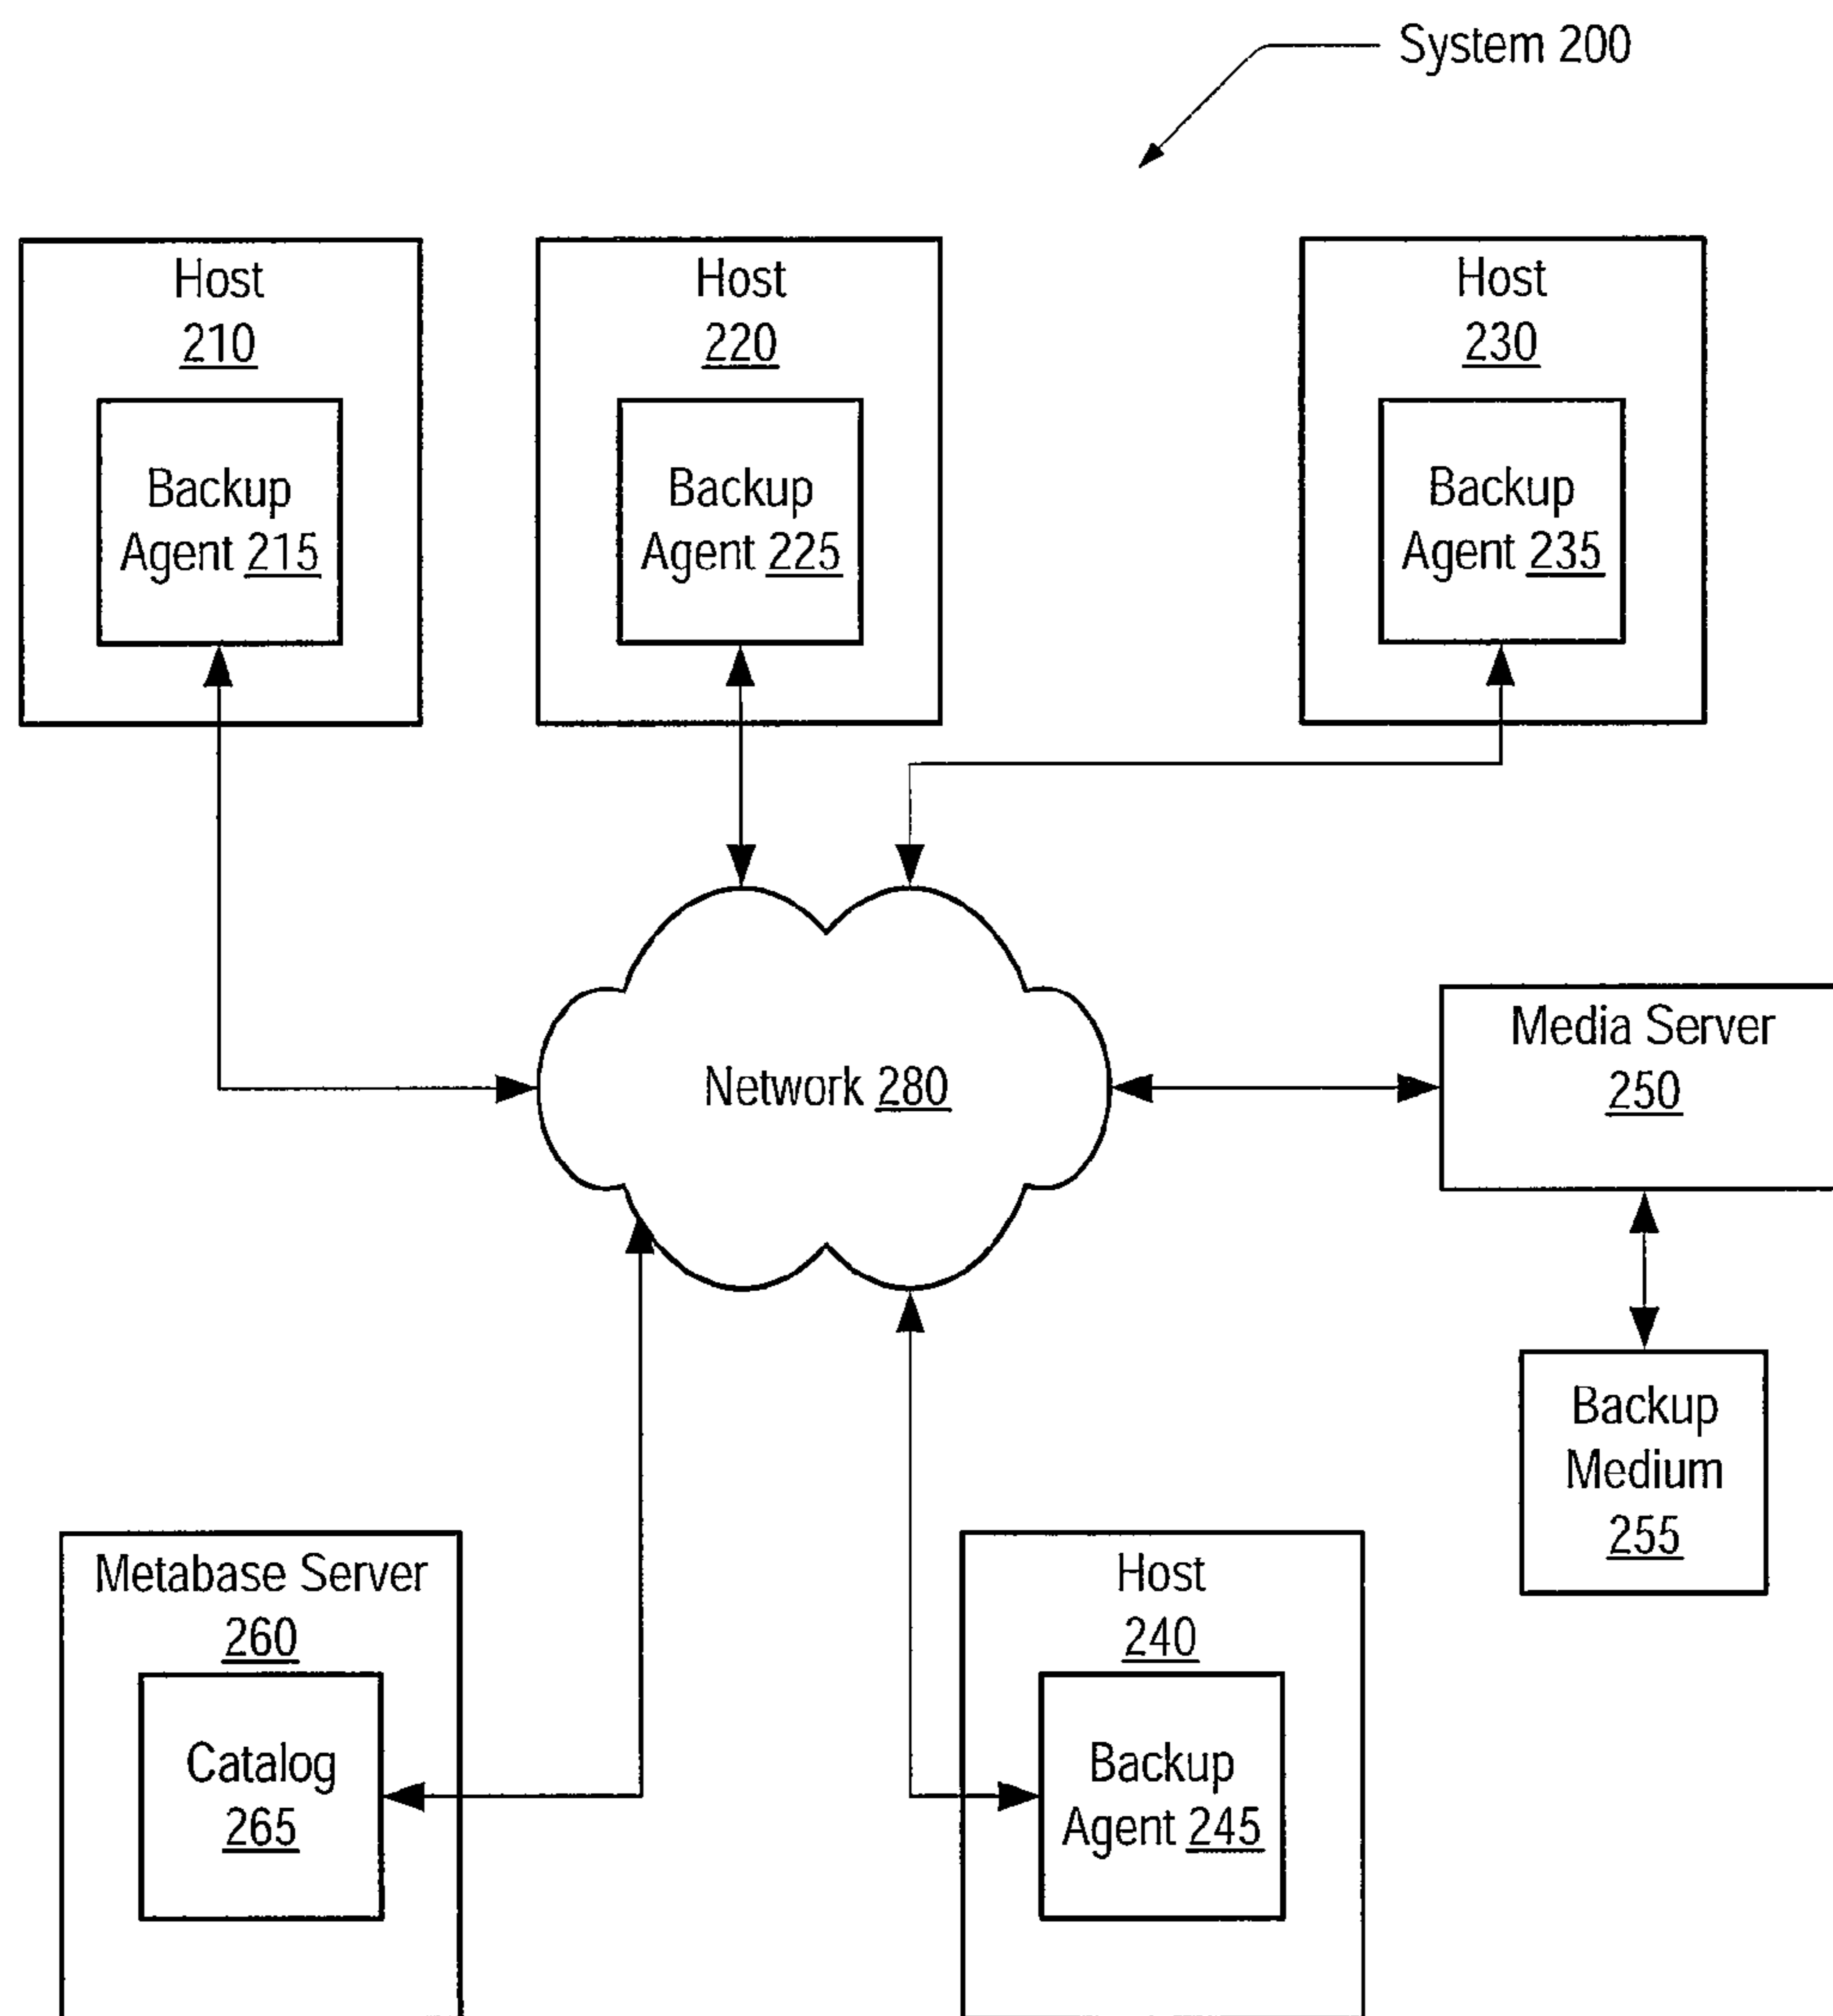 System 200
Host
210
Backup
Agent 215
Host
220
Backup
Agent 225
Host
230
Backup
Agent 235
Network 280
Media Server
250
Backup
Medium
255
Metabase Server
260
Catalog
265
Host
240
Backup
Agent 245